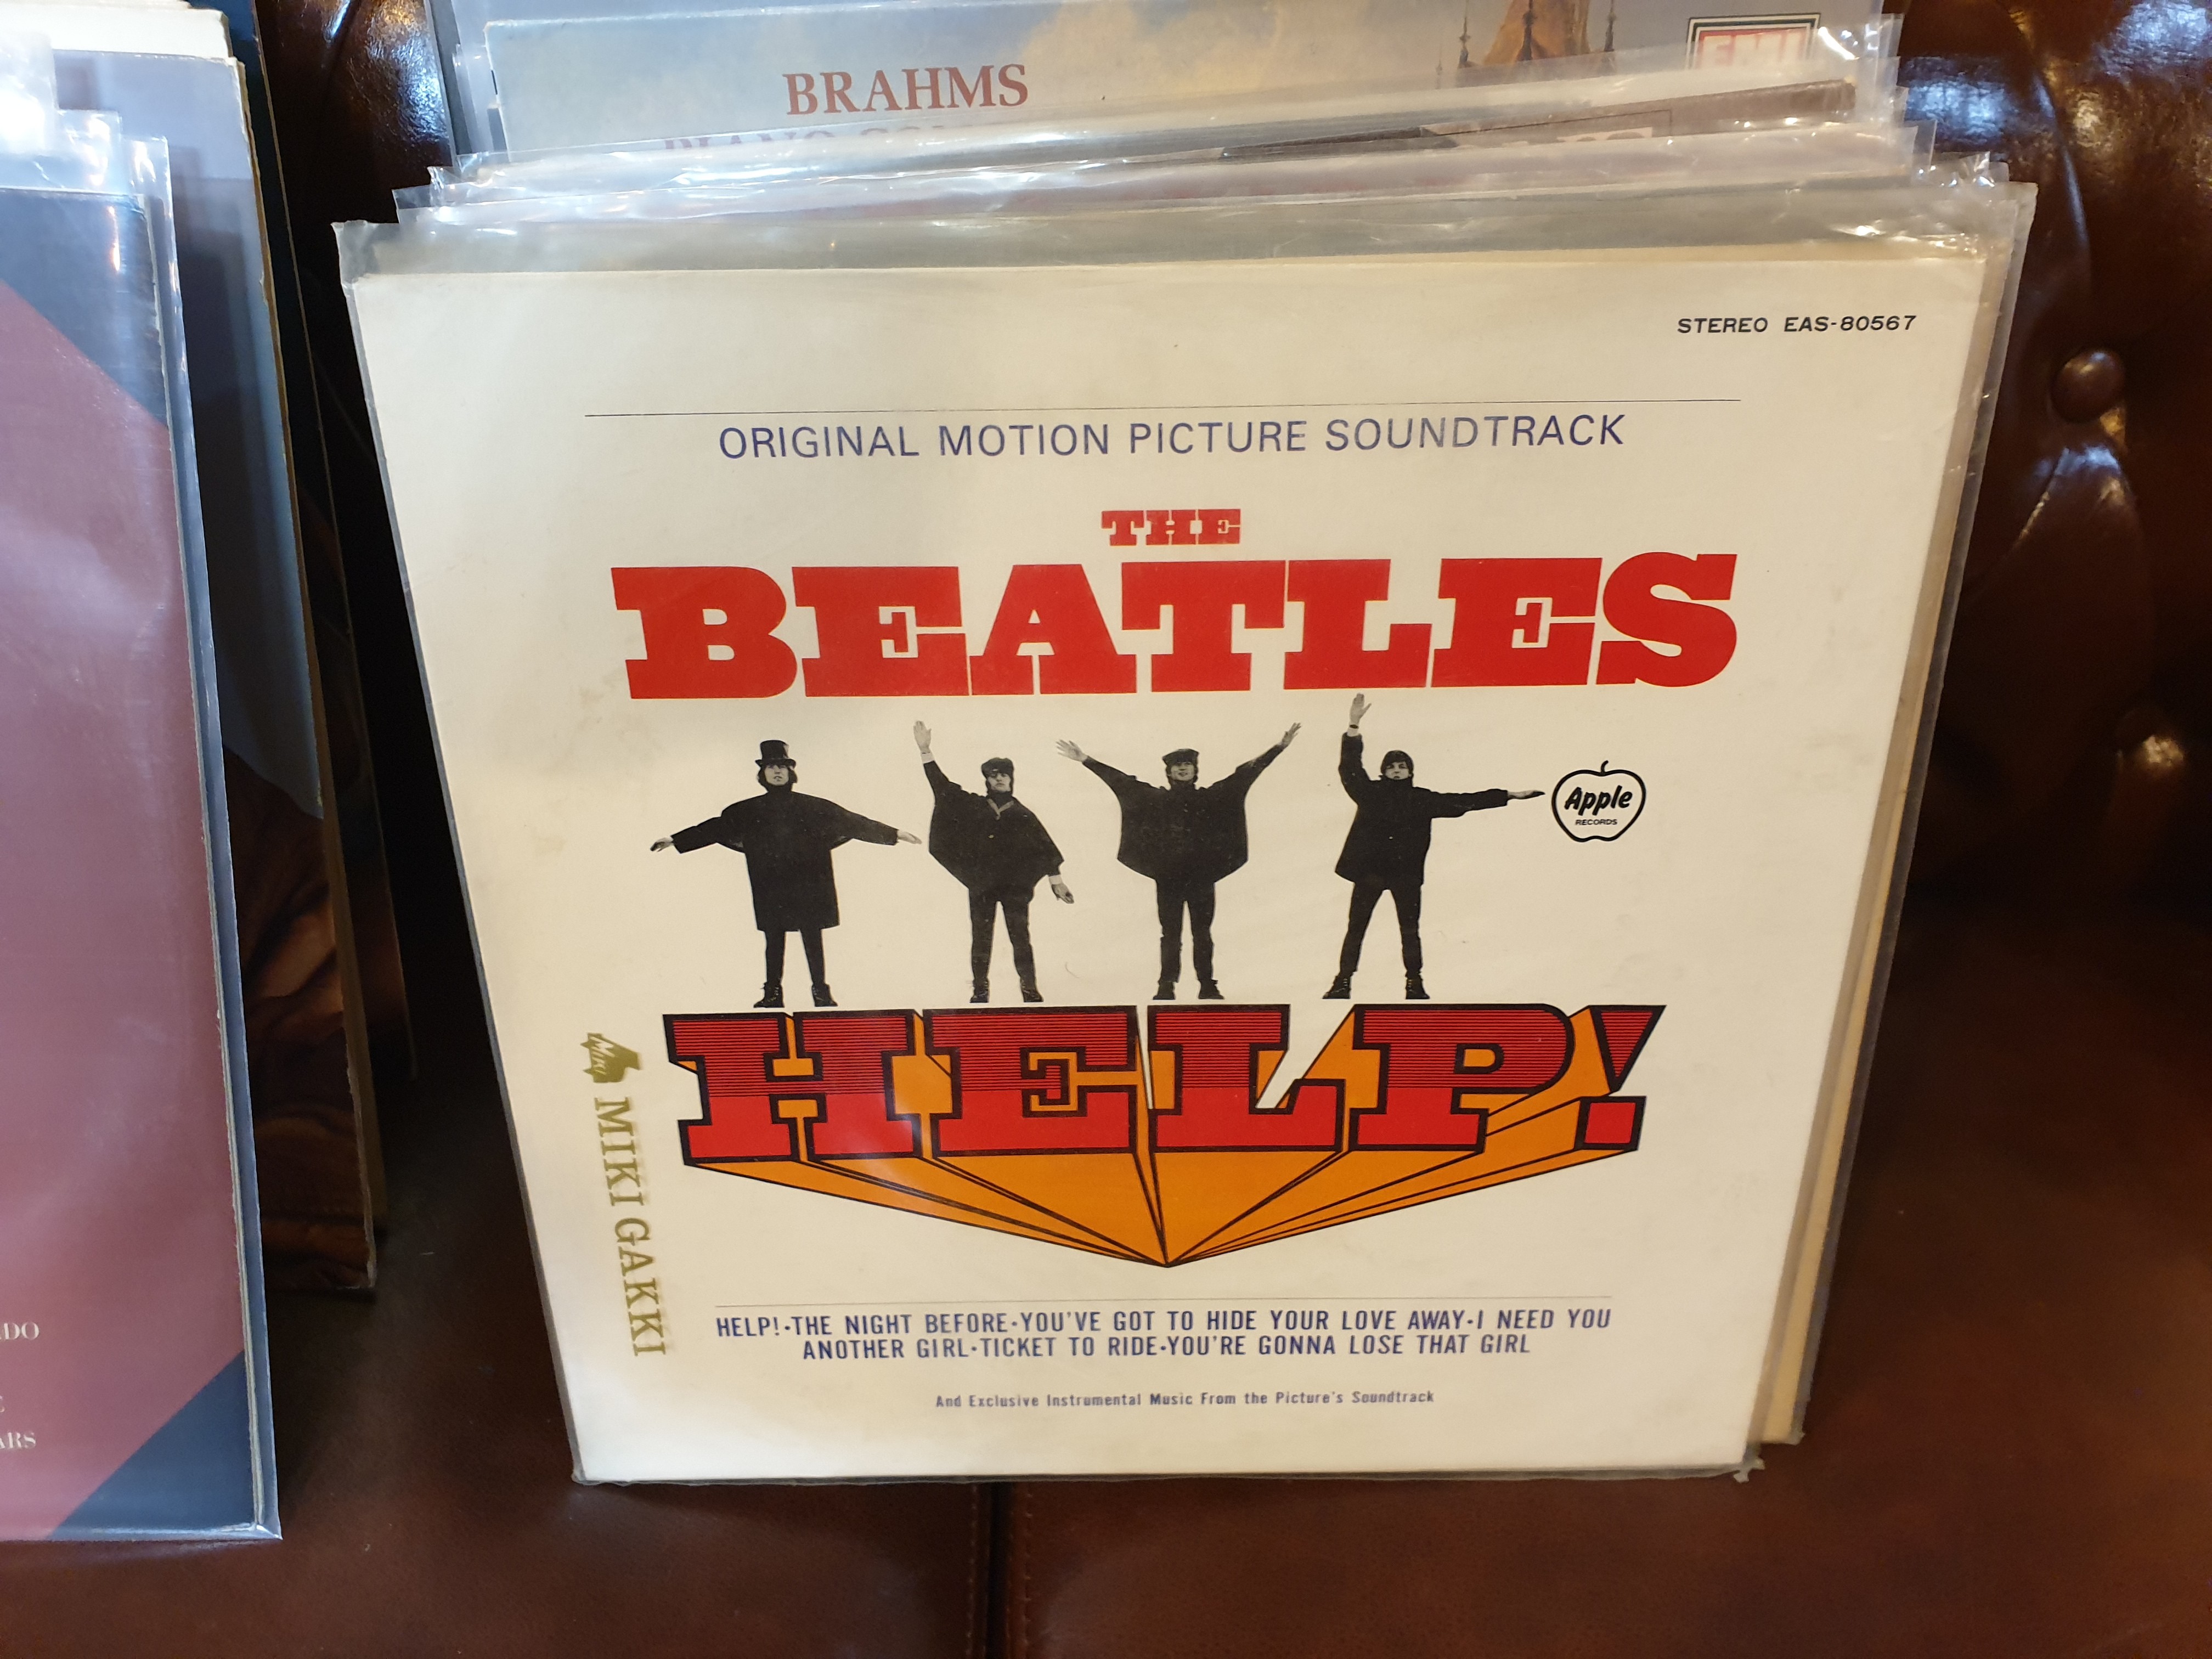 BRAHMS
EMI
STEREO EAS-80567
ORIGINAL MOTION PICTURE SOUNDTRACK
THE
BEATLES
Apple
RECORDS
HELP!
MIKI GAKKI
HELP!·THE NIGHT BEFORE·YOU'VE GOT TO HIDE YOUR LOVE AWAY·I NEED YOU
ANOTHER GIRL·TICKET TO RIDE·YOU'RE GONNA LOSE THAT GIRL
And Exclusive Instrumental Music From the Picture's Soundtrack